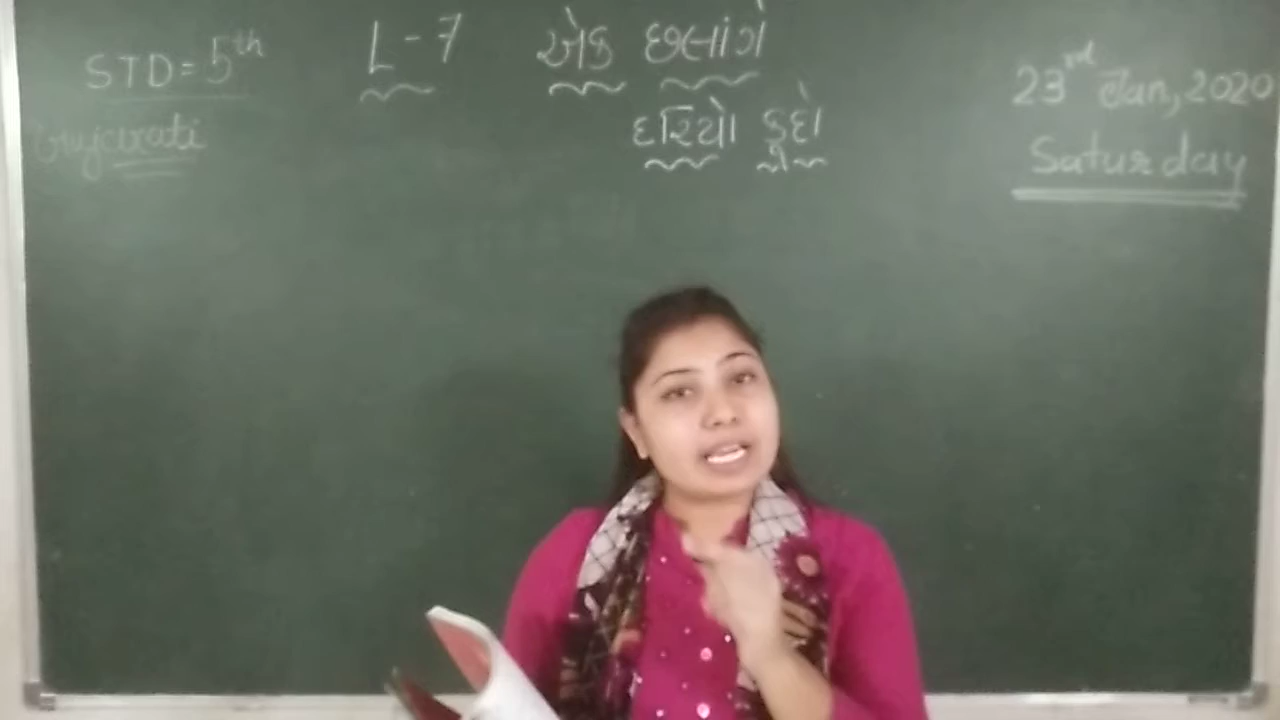 STD = 5th
Gujarati
L - 7
એક છલાંગે
દરિયો કૂદો
23rd Jan, 2020
Saturday